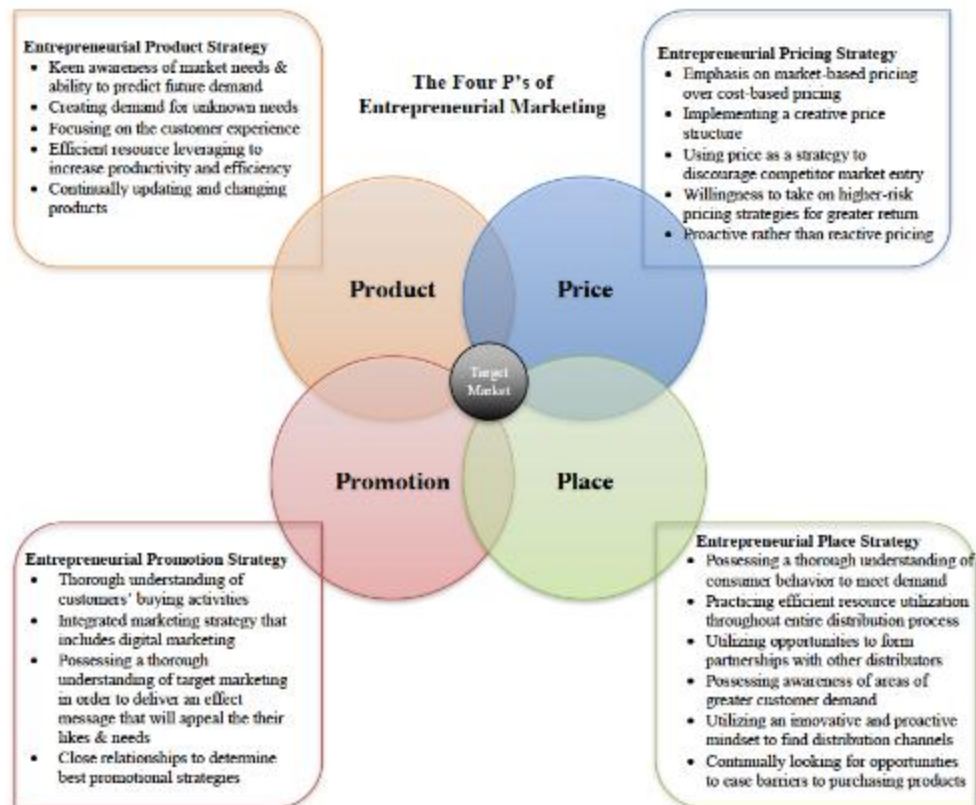 Entrepreneurial Product Strategy
• Keen awareness of market needs &
ability to predict future demand
• Creating demand for unknown needs
• Focusing on the customer experience
• Efficient resource leveraging to
increase productivity and efficiency
• Continually updating and changing
products
The Four P's of
Entrepreneurial Marketing
Entrepreneurial Pricing Strategy
• Emphasis on market-based pricing
over cost-based pricing
• Implementing a creative price
structure
• Using price as a strategy to
discourage competitor market entry
• Willingness to take on higher-risk
pricing strategies for greater return
• Proactive rather than reactive pricing
Product
Price
Target
Market
Promotion
Place
Entrepreneurial Promotion Strategy
• Thorough understanding of
customers' buying activities
• Integrated marketing strategy that
includes digital marketing
• Possessing a thorough
understanding of target marketing
in order to deliver an effect
message that will appeal the their
likes & needs
• Close relationships to determine
best promotional strategies
Entrepreneurial Place Strategy
• Possessing a thorough understanding of
consumer behavior to meet demand
• Practicing efficient resource utilization
throughout entire distribution process
• Utilizing opportunities to form
partnerships with other distributors
• Possessing awareness of areas of
greater customer demand
• Utilizing an innovative and proactive
mindset to find distribution channels
• Continually looking for opportunities
to ease barriers to purchasing products